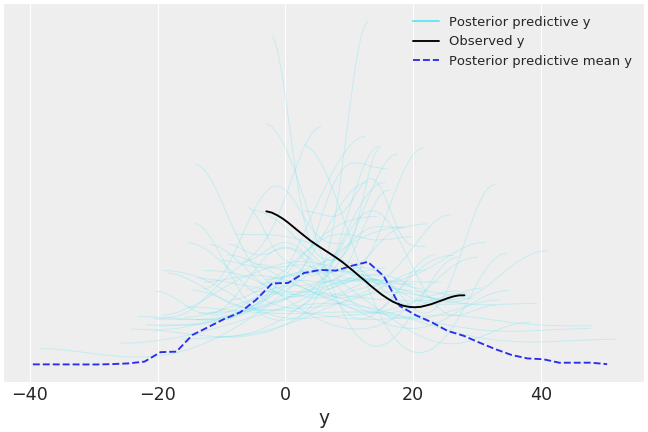 Posterior predictive y
Observed y
Posterior predictive mean y
−40 −20 0 20 40
y